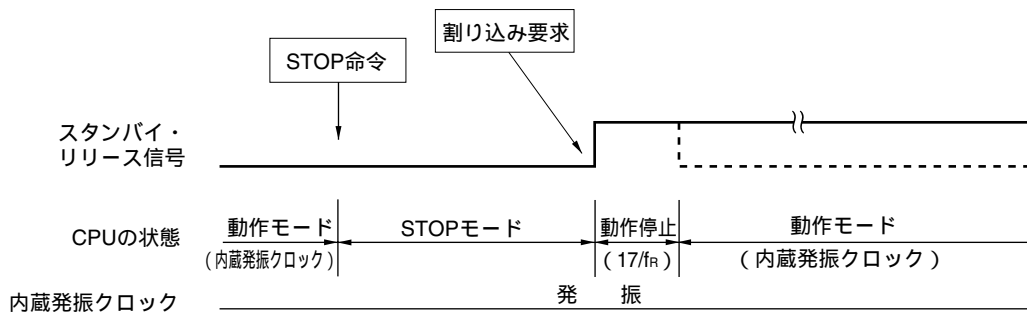 割り込み要求
STOP命令
スタンバイ・
リリース信号
CPUの状態
動作モード
(内蔵発振クロック)
STOPモード
動作停止
(17/fR)
動作モード
(内蔵発振クロック)
内蔵発振クロック
発 振